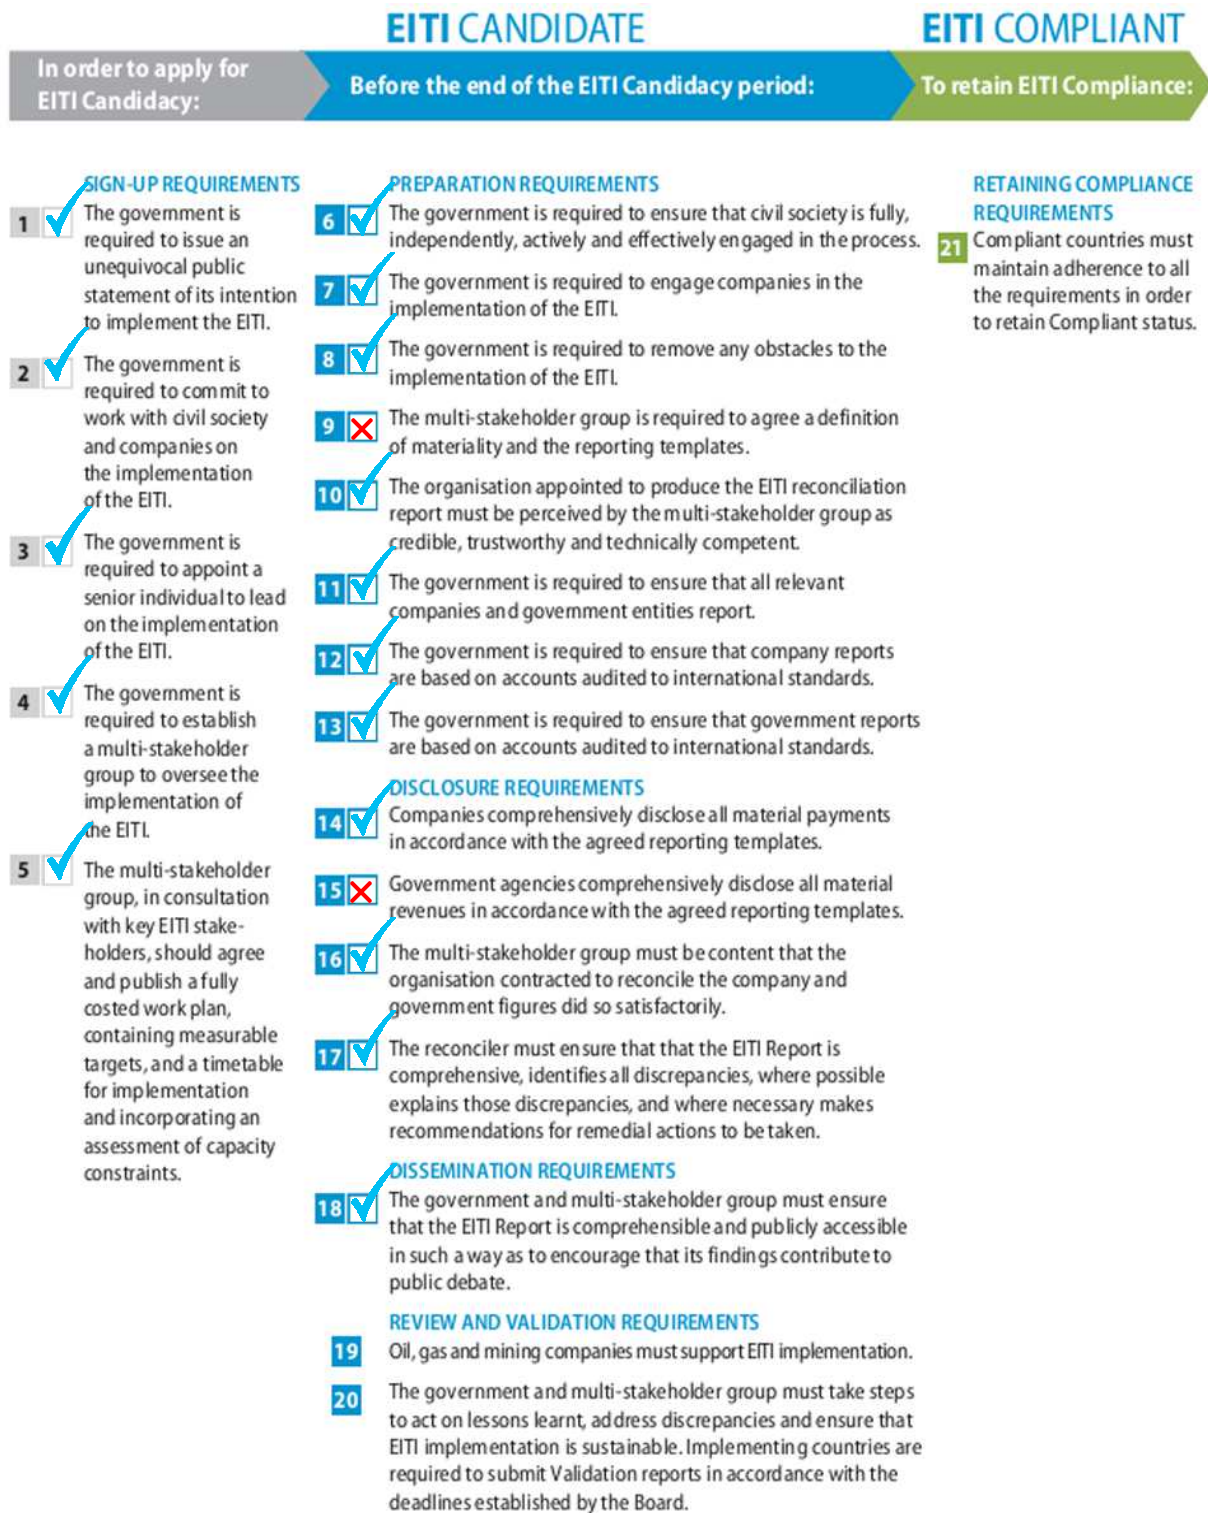 EITI CANDIDATE
EITI COMPLIANT
In order to apply for
EITI Candidacy:
Before the end of the EITI Candidacy period:
To retain EITI Compliance:
SIGN-UP REQUIREMENTS
1
The government is
required to issue an
unequivocal public
statement of its intention
to implement the EITI.
2
The government is
required to commit to
work with civil society
and companies on
the implementation
of the EITI.
3
The government is
required to appoint a
senior individual to lead
on the implementation
of the EITI.
4
The government is
required to establish
a multi-stakeholder
group to oversee the
implementation of
the EITI.
5
The multi-stakeholder
group, in consultation
with key EITI stake-
holders, should agree
and publish a fully
costed work plan,
containing measurable
targets, and a timetable
for implementation
and incorporating an
assessment of capacity
constraints.
PREPARATION REQUIREMENTS
6
The government is required to ensure that civil society is fully,
independently, actively and effectively engaged in the process.
7
The government is required to engage companies in the
implementation of the EITI.
8
The government is required to remove any obstacles to the
implementation of the EITI.
9
The multi-stakeholder group is required to agree a definition
of materiality and the reporting templates.
10
The organisation appointed to produce the EITI reconciliation
report must be perceived by the multi-stakeholder group as
credible, trustworthy and technically competent.
11
The government is required to ensure that all relevant
companies and government entities report.
12
The government is required to ensure that company reports
are based on accounts audited to international standards.
13
The government is required to ensure that government reports
are based on accounts audited to international standards.
DISCLOSURE REQUIREMENTS
14
Companies comprehensively disclose all material payments
in accordance with the agreed reporting templates.
15
Government agencies comprehensively disclose all material
revenues in accordance with the agreed reporting templates.
16
The multi-stakeholder group must be content that the
organisation contracted to reconcile the company and
government figures did so satisfactorily.
17
The reconciler must ensure that that the EITI Report is
comprehensive, identifies all discrepancies, where possible
explains those discrepancies, and where necessary makes
recommendations for remedial actions to be taken.
DISSEMINATION REQUIREMENTS
18
The government and multi-stakeholder group must ensure
that the EITI Report is comprehensible and publicly accessible
in such a way as to encourage that its findings contribute to
public debate.
REVIEW AND VALIDATION REQUIREMENTS
19
Oil, gas and mining companies must support EITI implementation.
20
The government and multi-stakeholder group must take steps
to act on lessons learnt, address discrepancies and ensure that
EITI implementation is sustainable. Implementing countries are
required to submit Validation reports in accordance with the
deadlines established by the Board.
RETAINING COMPLIANCE
REQUIREMENTS
21
Compliant countries must
maintain adherence to all
the requirements in order
to retain Compliant status.